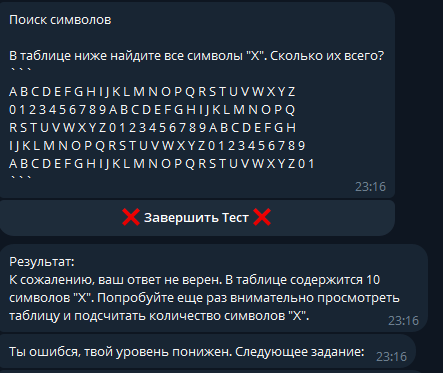 Поиск символов
В таблице ниже найдите все символы "X". Сколько их всего?
```
A B C D E F G H I J K L M N O P Q R S T U V W X Y Z
0 1 2 3 4 5 6 7 8 9 A B C D E F G H I J K L M N O P Q
R S T U V W X Y Z 0 1 2 3 4 5 6 7 8 9 A B C D E F G H
I J K L M N O P Q R S T U V W X Y Z 0 1 2 3 4 5 6 7 8 9
A B C D E F G H I J K L M N O P Q R S T U V W X Y Z 0 1
```
23:16
❌ Завершить Тест ❌
Результат:
К сожалению, ваш ответ не верен. В таблице содержится 10
символов "X". Попробуйте еще раз внимательно просмотреть
таблицу и подсчитать количество символов "X".
23:16
Ты ошибся, твой уровень понижен. Следующее задание:
23:16